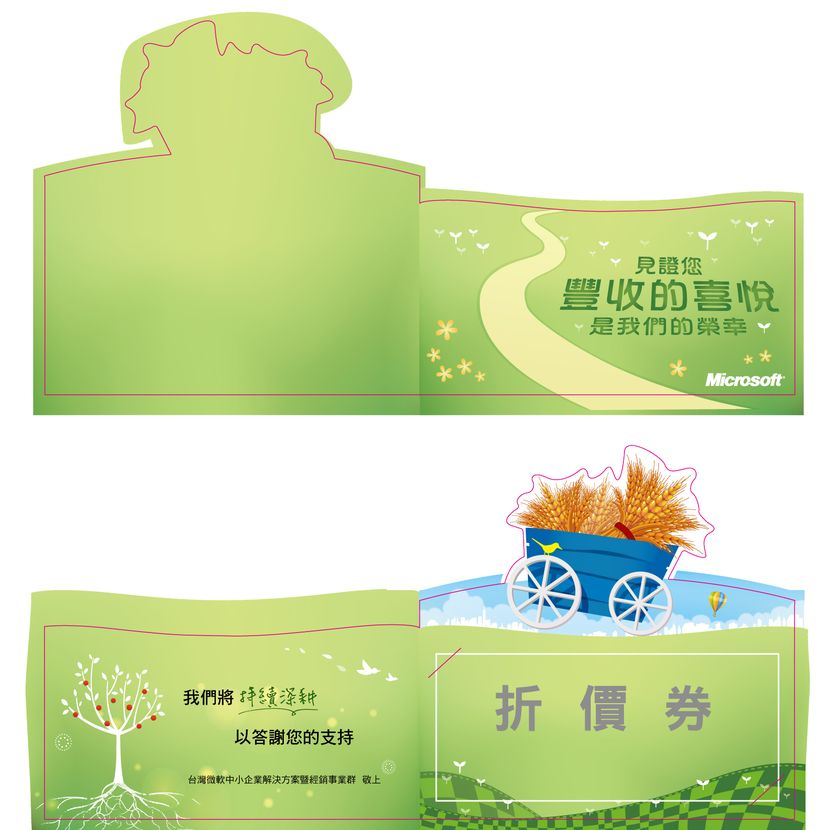 見證您
豐收的喜悅
是我們的榮幸
Microsoft
我們將 持續深耕
以答謝您的支持
台灣微軟中小企業解決方案暨經銷事業群 敬上
折價券